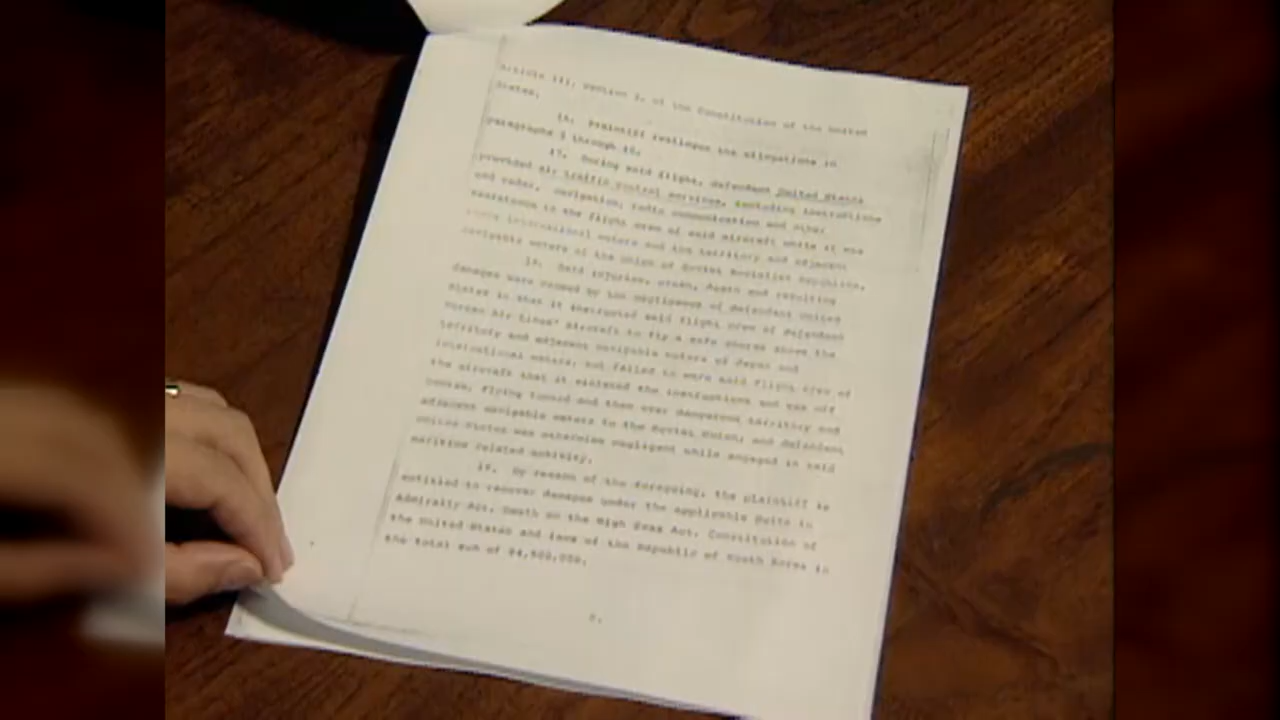 Article III, Section 2, of the Constitution of the United
States.
16. Plaintiff realleges the allegations in
paragraphs 1 through 15.
17. During said flight, defendant United States
provided air traffic control services, including instructions
and radar, navigation, radio communication and other
assistance to the flight crew of said aircraft while it was
above international waters and the territory and adjacent
navigable waters of the Union of Soviet Socialist Republics.
18. Said injuries, crash, death and resulting
damages were caused by the negligence of defendant United
States in that it instructed said flight crew of defendant
Korean Air Lines' aircraft to fly a safe course above the
territory and adjacent navigable waters of Japan and
international waters; but failed to warn said flight crew of
the aircraft that it violated the instructions and was off
course, flying toward and then over dangerous territory and
adjacent navigable waters to the Soviet Union; and defendant
United States was otherwise negligent while engaged in said
maritime related activity.
19. By reason of the foregoing, the plaintiff is
entitled to recover damages under the applicable Suits in
Admiralty Act, Death on the High Seas Act, Constitution of
the United States and laws of the Republic of South Korea in
the total sum of